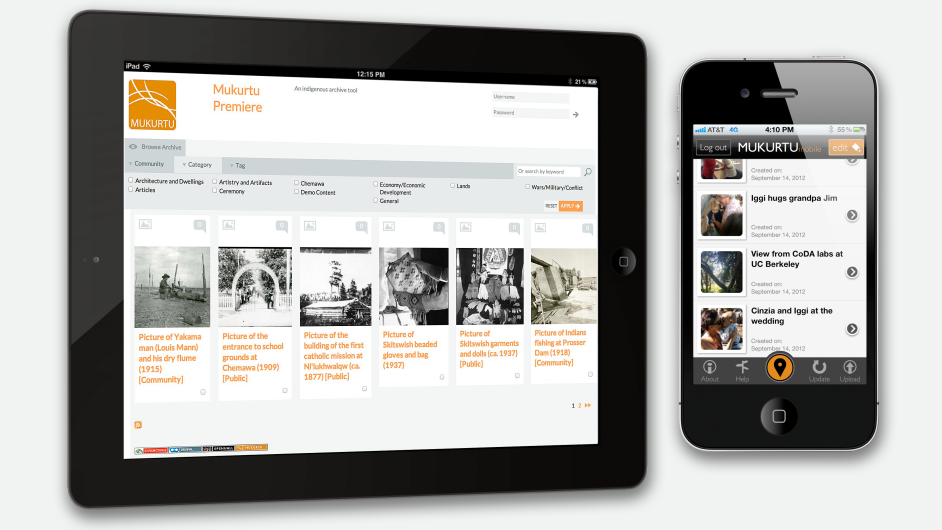 iPad
12:15 PM
21 %
MUKURTU
Mukurtu
Premiere
An indigenous archive tool
Username
Password
Browse Archive
Community
Category
Tag
Or search by keyword
Architecture and Dwellings
Articles
Artistry and Artifacts
Ceremony
Chemawa
Demo Content
Economy/Economic
Development
General
Lands
Wars/Military/Conflict
RESET
APPLY
0
0
0
0
0
0
Picture of Yakama
man (Louis Mann)
and his dry flume
(1915)
[Community]
Picture of the
entrance to school
grounds at
Chemawa (1909)
[Public]
Picture of the
building of the first
catholic mission at
Ni'lukhwalqw (ca.
1877) [Public]
Picture of
Skitswish
beaded
gloves and bag
(1937)
Picture of
Skitswish garments
and dolls (ca. 1937)
[Public]
Picture of Indians
fishing at Prosser
Dam (1918)
[Community]
1 2
AT&T 4G
4:10 PM
55 %
Log out
MUKURTU mobile
edit
Created on:
September 14, 2012
Iggi hugs grandpa Jim
Created on:
September 14, 2012
View from CoDA labs at
UC Berkeley
Created on:
September 14, 2012
Cinzia and Iggi at the
wedding
Created on:
September 14, 2012
About
Help
Update
Upload